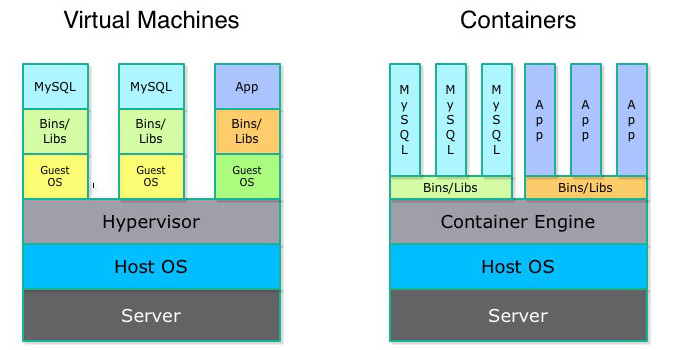 Virtual Machines
Containers
MySQL
MySQL
App
Bins/
Libs
Bins/
Libs
Bins/
Libs
Guest
OS
Guest
OS
Guest
OS
Hypervisor
Host OS
Server
MySQL
MySQL
MySQL
App
App
App
Bins/Libs
Bins/Libs
Container Engine
Host OS
Server